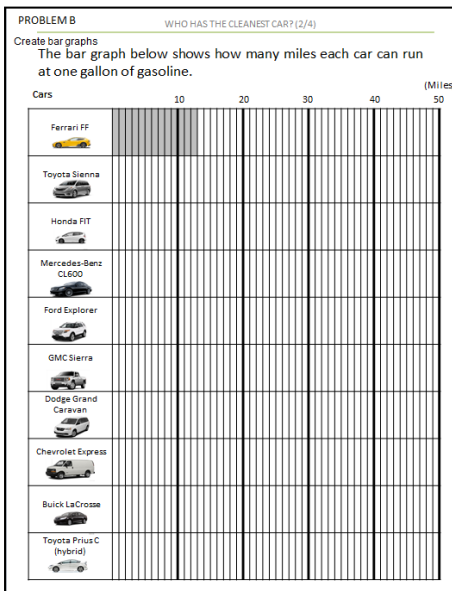 PROBLEM B
WHO HAS THE CLEANEST CAR? (2/4)
Create bar graphs
The bar graph below shows how many miles each car can run
at one gallon of gasoline.
(Miles
Cars
10 20 30 40 50
Ferrari FF
Toyota Sienna
Honda FIT
Mercedes-Benz
CL600
Ford Explorer
GMC Sierra
Dodge Grand
Caravan
Chevrolet Express
Buick LaCrosse
Toyota Prius C
(hybrid)